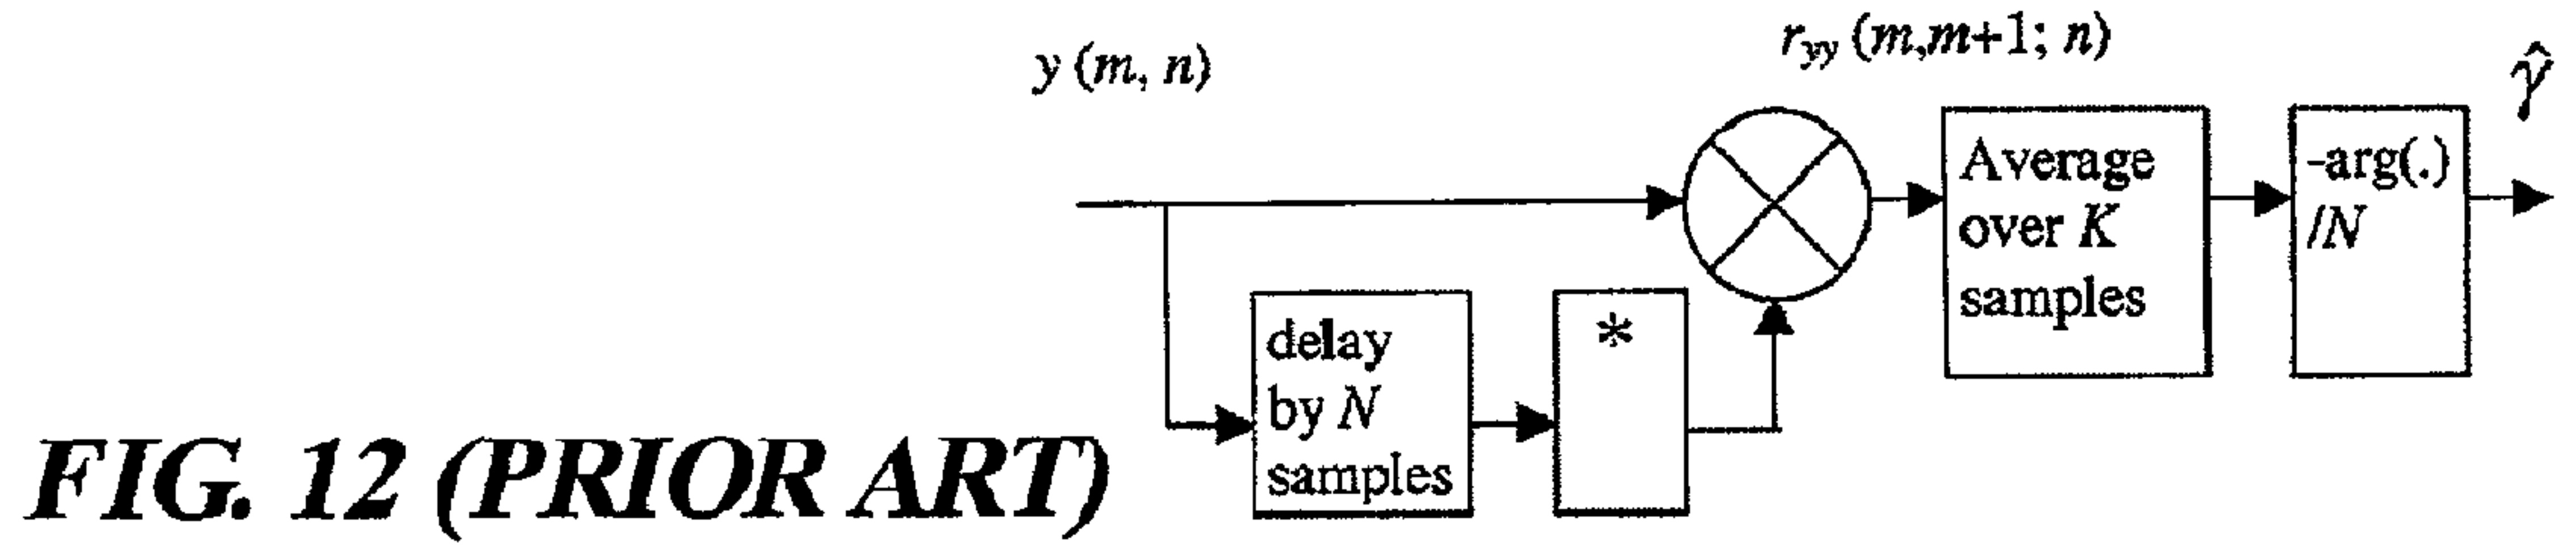 y (m, n)
r_yy (m,m+1; n)
γ̂
Average
over K
samples
-arg(.)
/N
delay
by N
samples
*
FIG. 12 (PRIOR ART)